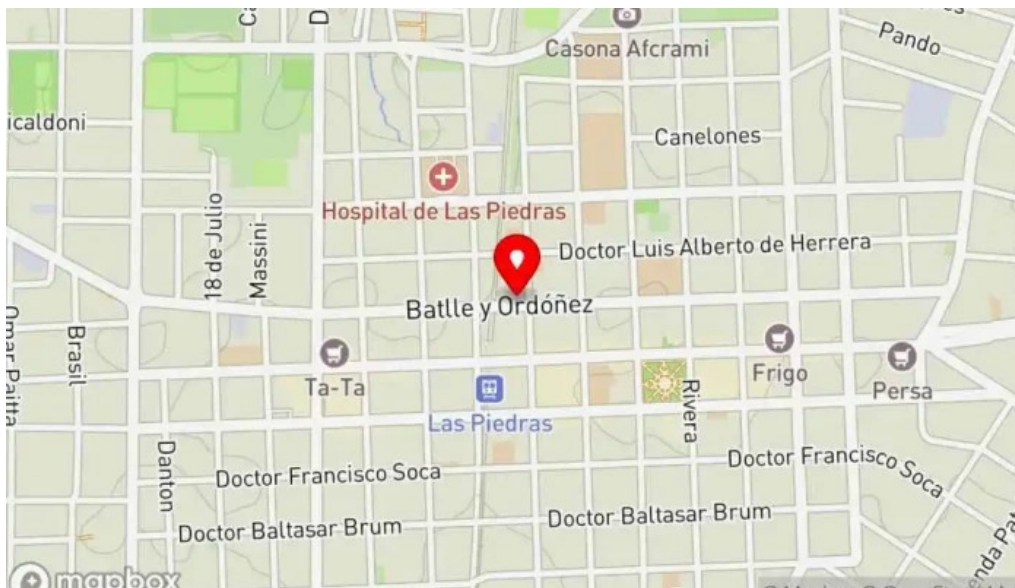 Casona Afcrami
Pando
icaldoni
Canelones
Hospital de Las Piedras
18 de Julio
Massini
Doctor Luis Alberto de Herrera
Batlle y Ordóñez
Omar Paitta
Brasil
Ta-Ta
Frigo
Persa
Las Piedras
Rivera
Danton
Doctor Francisco Soca
Doctor Francisco Soca
Doctor Baltasar Brum
Doctor Baltasar Brum
mapbox